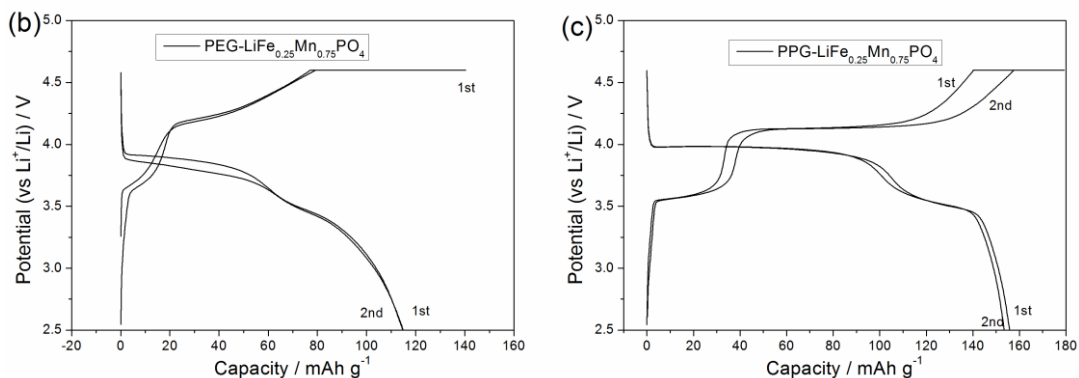 (b)
5.0
4.5
4.0
3.5
3.0
2.5
Potential (vs Li⁺/Li) / V
PEG-LiFe₀.₂₅Mn₀.₇₅PO₄
1st
2nd
1st
-20 0 20 40 60 80 100 120 140 160
Capacity / mAh g⁻¹
(c)
5.0
4.5
4.0
3.5
3.0
2.5
Potential (vs Li⁺/Li) / V
PPG-LiFe₀.₂₅Mn₀.₇₅PO₄
1st
2nd
1st
2nd
0 20 40 60 80 100 120 140 160 180
Capacity / mAh g⁻¹